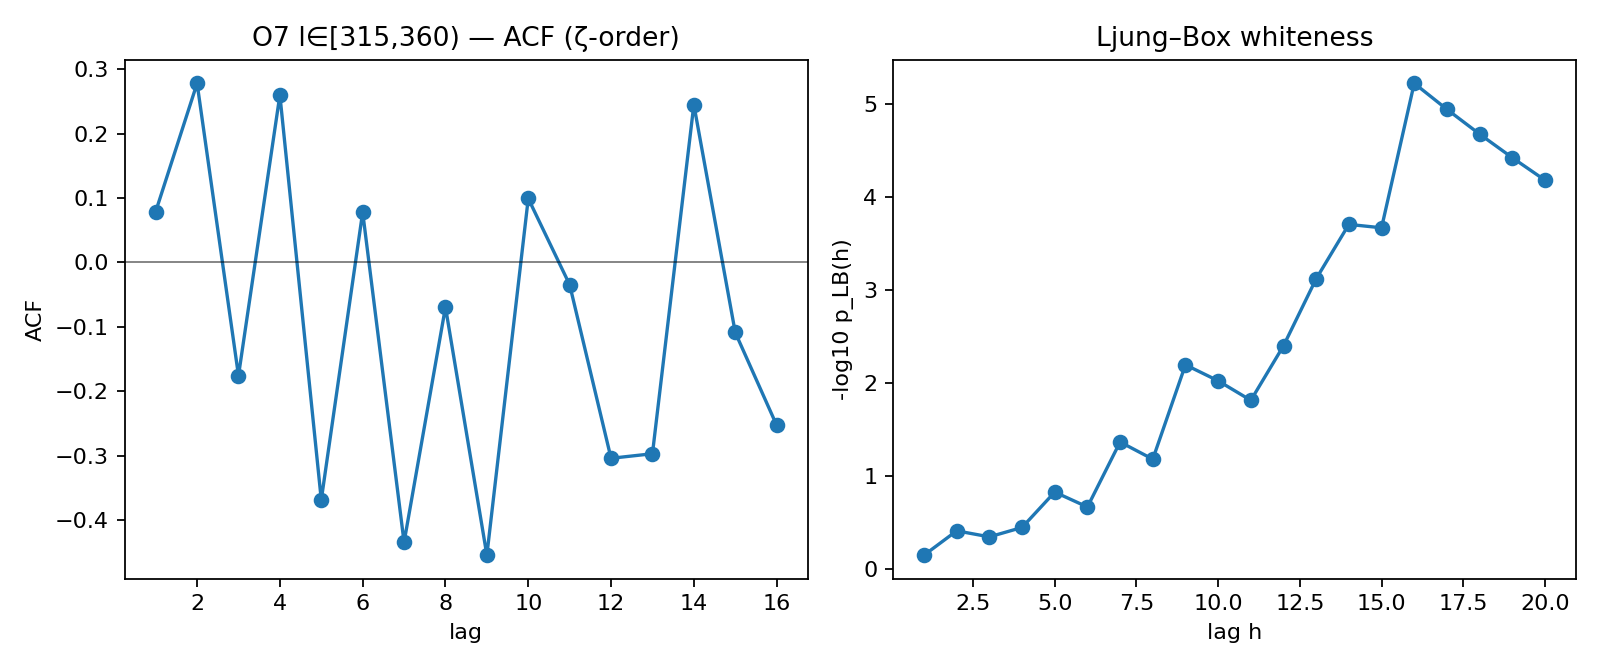 O7 l∈[315,360) — ACF (ζ-order)
0.3
0.2
0.1
0.0
−0.1
−0.2
−0.3
−0.4
ACF
2 4 6 8 10 12 14 16
lag
Ljung–Box whiteness
5
4
3
2
1
0
-log10 p_LB(h)
2.5 5.0 7.5 10.0 12.5 15.0 17.5 20.0
lag h